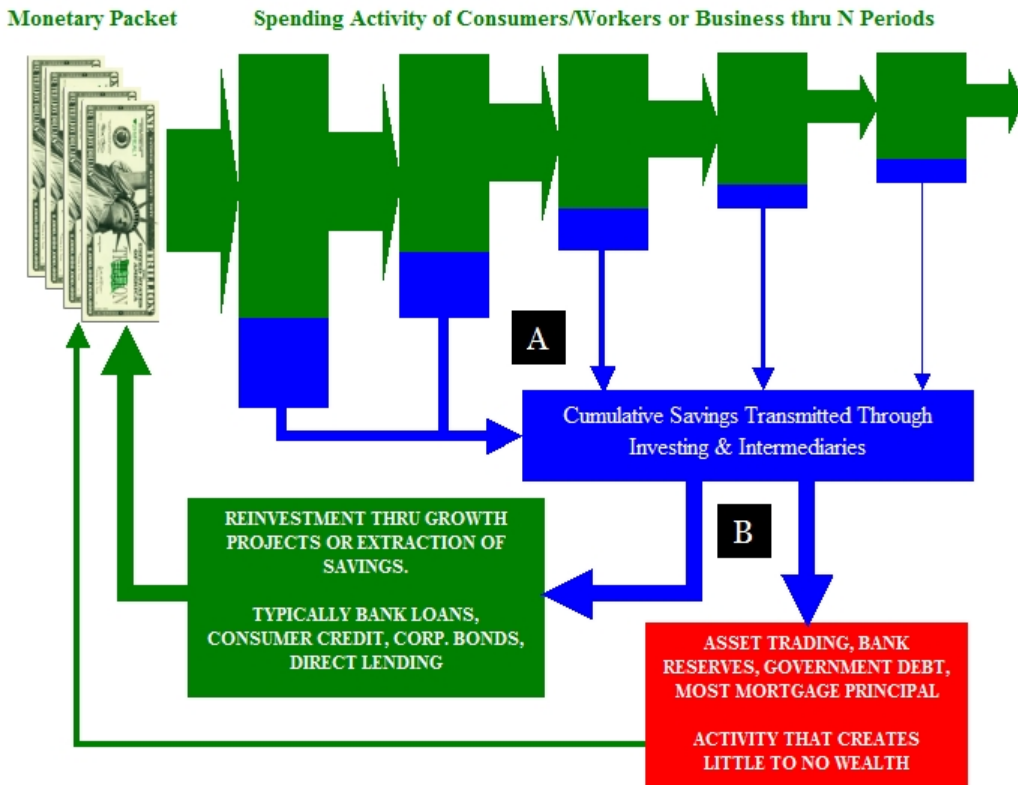 Monetary Packet
Spending Activity of Consumers/Workers or Business thru N Periods
A
Cumulative Savings Transmitted Through
Investing & Intermediaries
B
REINVESTMENT THRU GROWTH
PROJECTS OR EXTRACTION OF
SAVINGS.
TYPICALLY BANK LOANS,
CONSUMER CREDIT, CORP. BONDS,
DIRECT LENDING
ASSET TRADING, BANK
RESERVES, GOVERNMENT DEBT,
MOST MORTGAGE PRINCIPAL
ACTIVITY THAT CREATES
LITTLE TO NO WEALTH